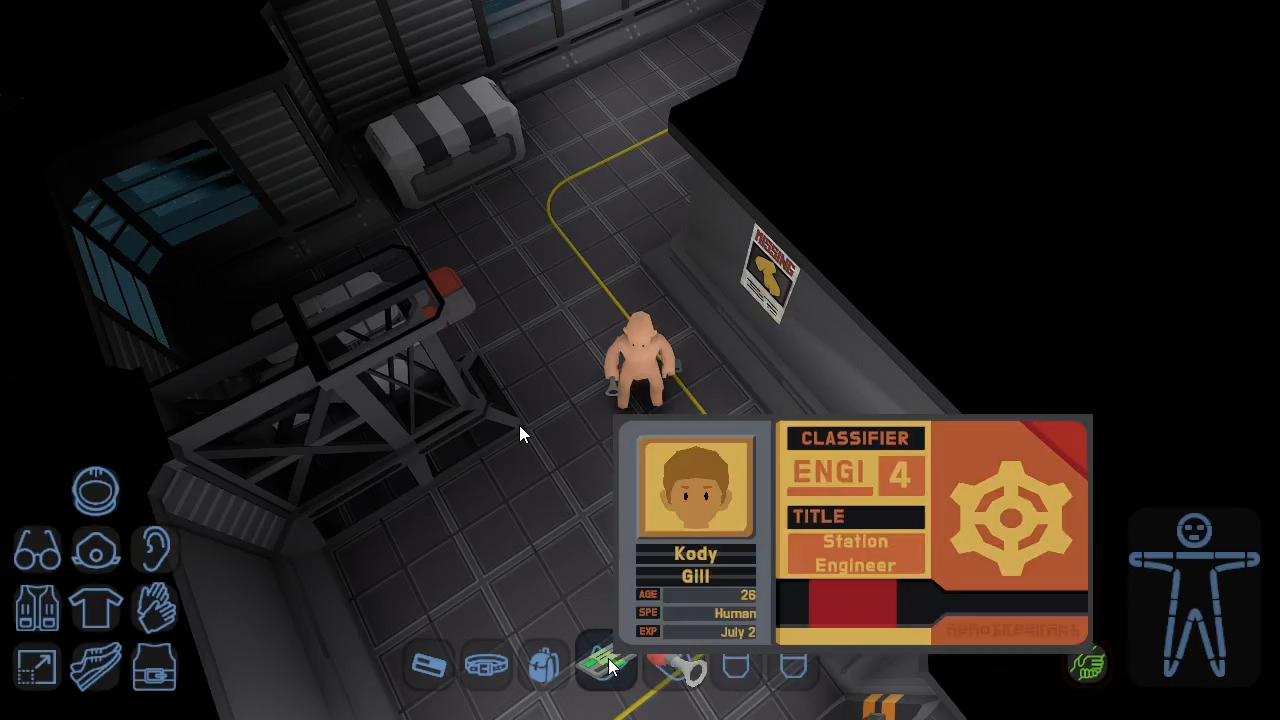 MISSING
CLASSIFIER
ENGI 4
TITLE
Station
Engineer
Kody
Gill
AGE 26
SPE Human
EXP July 2